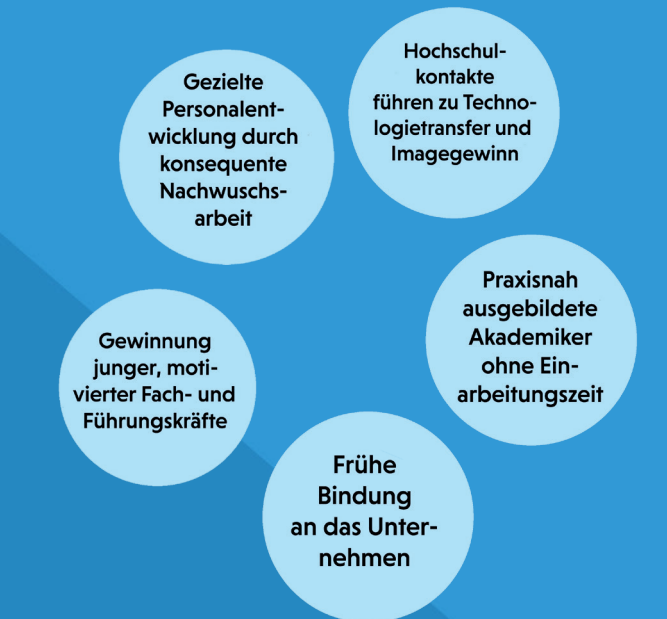 Gezielte
Personalent-
wicklung durch
konsequente
Nachwuchs-
arbeit
Hochschul-
kontakte
führen zu Techno-
logietransfer und
Imagegewinn
Praxisnah
ausgebildete
Akademiker
ohne Ein-
arbeitungszeit
Gewinnung
junger, moti-
vierter Fach- und
Führungskräfte
Frühe
Bindung
an das Unter-
nehmen